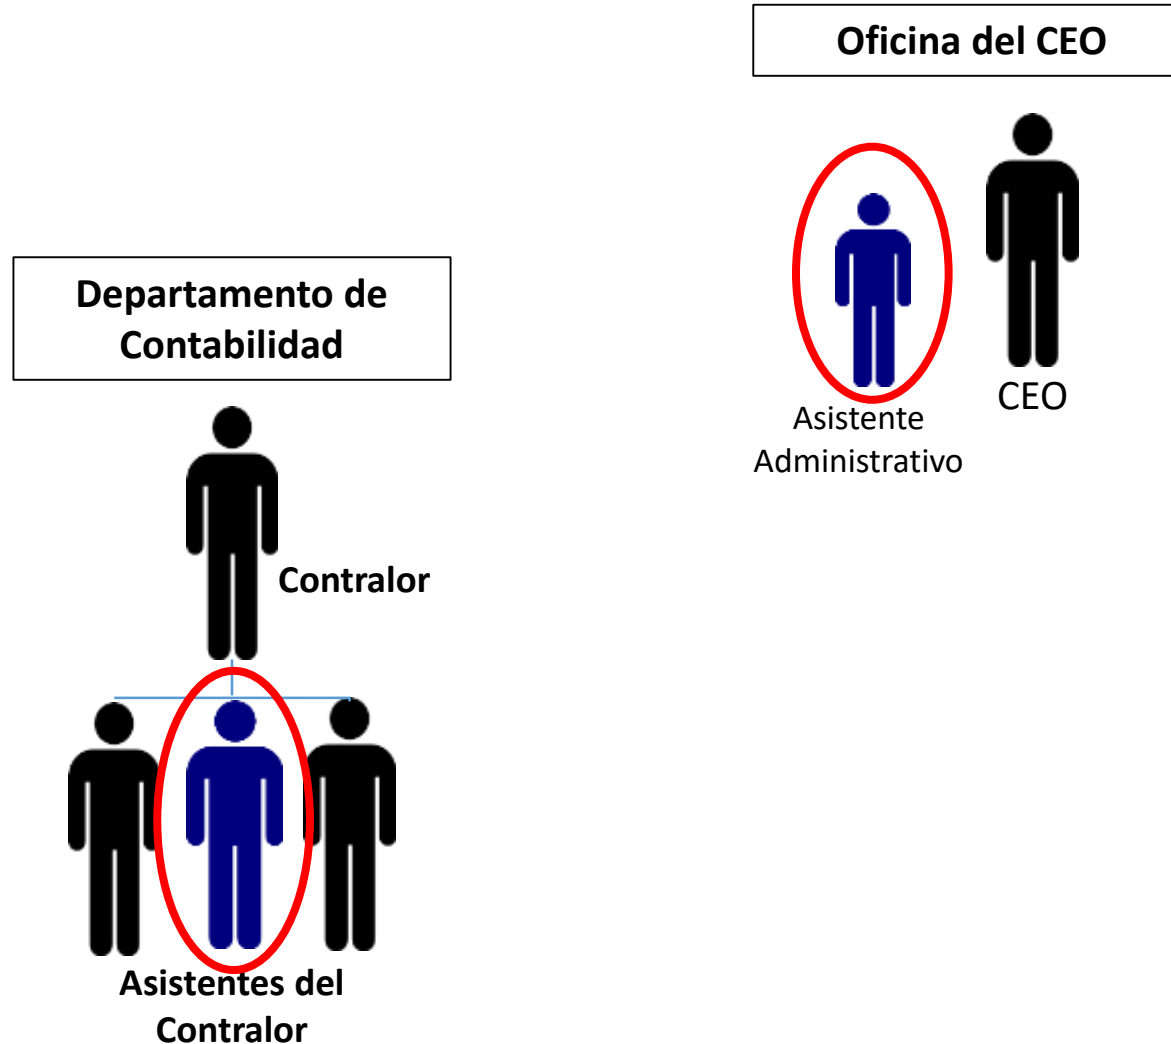 Oficina del CEO
CEO
Asistente
Administrativo
Departamento de
Contabilidad
Contralor
Asistentes del
Contralor